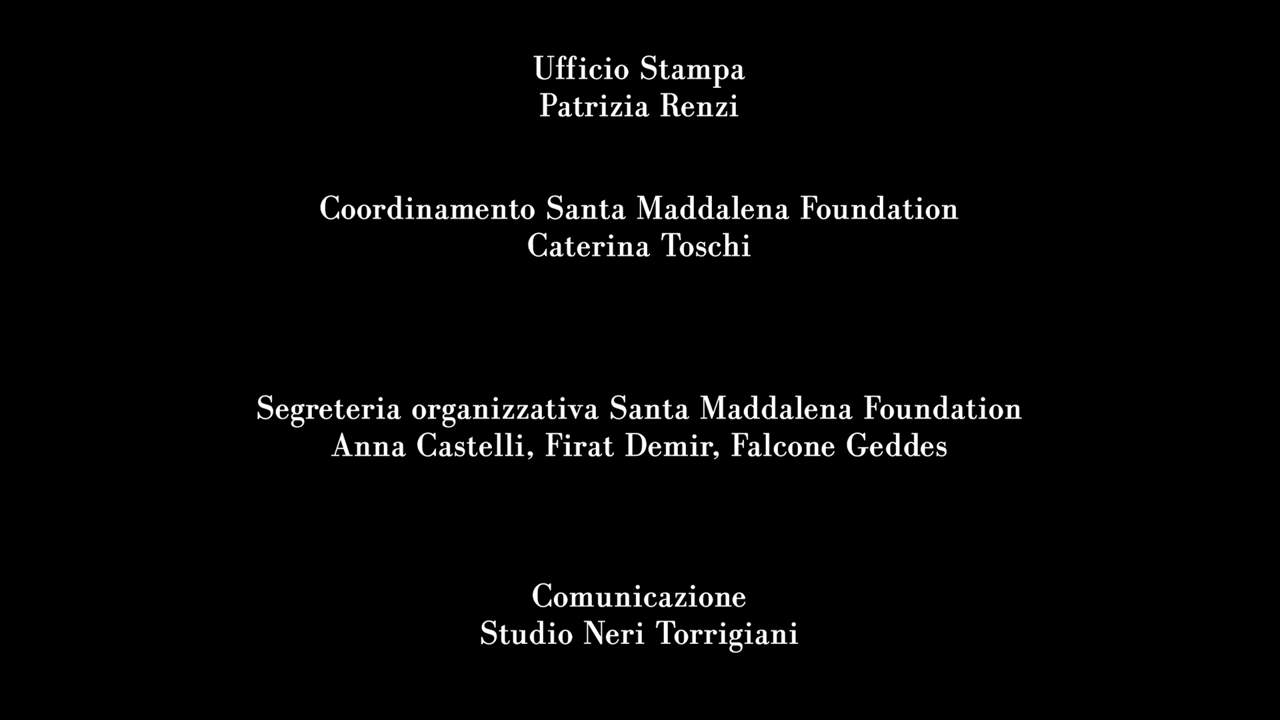 Ufficio Stampa
Patrizia Renzi
Coordinamento Santa Maddalena Foundation
Caterina Toschi
Segreteria organizzativa Santa Maddalena Foundation
Anna Castelli, Firat Demir, Falcone Geddes
Comunicazione
Studio Neri Torrigiani